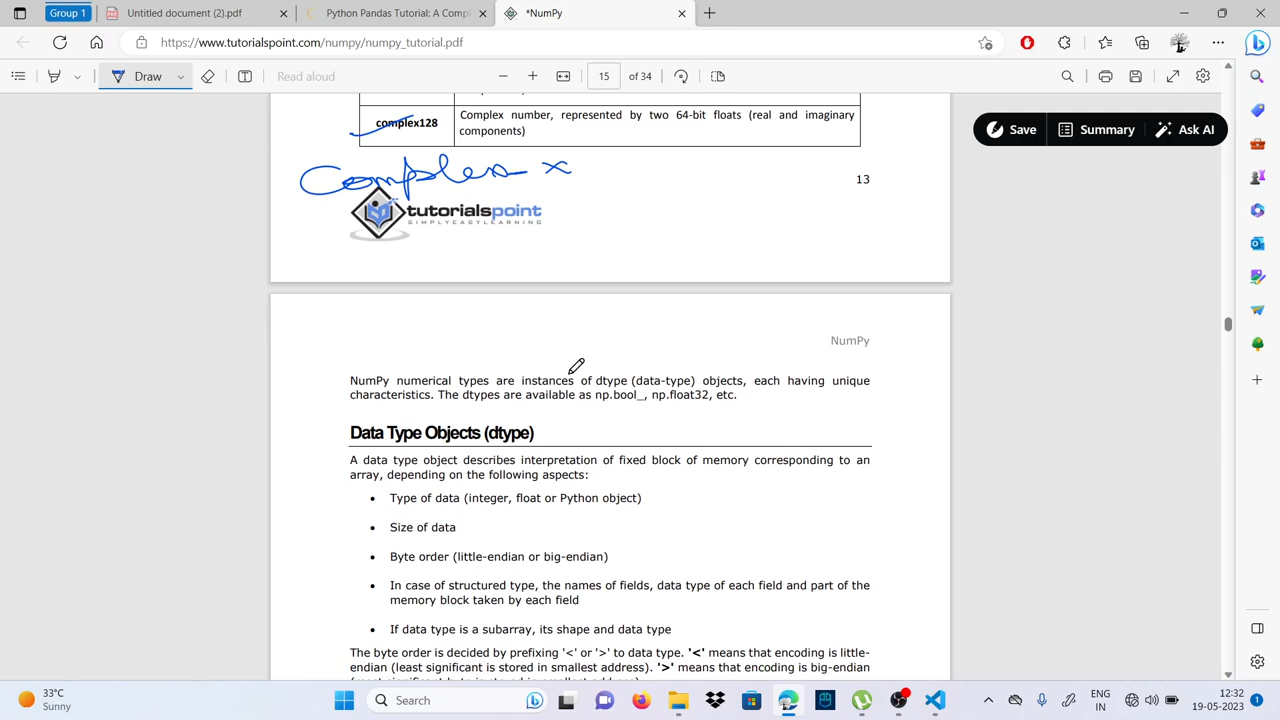 Group 1
Untitled document (2).pdf
Python Pandas Tutorial: A Comple
*NumPy
https://www.tutorialspoint.com/numpy/numpy_tutorial.pdf
Draw
Read aloud
15
of 34
complex128
Complex number, represented by two 64-bit floats (real and imaginary
components)
Save
Summary
Ask AI
Complex x
13
tutorialspoint
SIMPLYEASYLEARNING
NumPy
NumPy numerical types are instances of dtype (data-type) objects, each having unique
characteristics. The dtypes are available as np.bool_, np.float32, etc.
Data Type Objects (dtype)
A data type object describes interpretation of fixed block of memory corresponding to an
array, depending on the following aspects:
• Type of data (integer, float or Python object)
• Size of data
• Byte order (little-endian or big-endian)
• In case of structured type, the names of fields, data type of each field and part of the
memory block taken by each field
• If data type is a subarray, its shape and data type
The byte order is decided by prefixing '<' or '>' to data type. '<' means that encoding is little-
endian (least significant is stored in smallest address). '>' means that encoding is big-endian
33°C
Sunny
Search
ENG
IN
12:32
19-05-2023
1